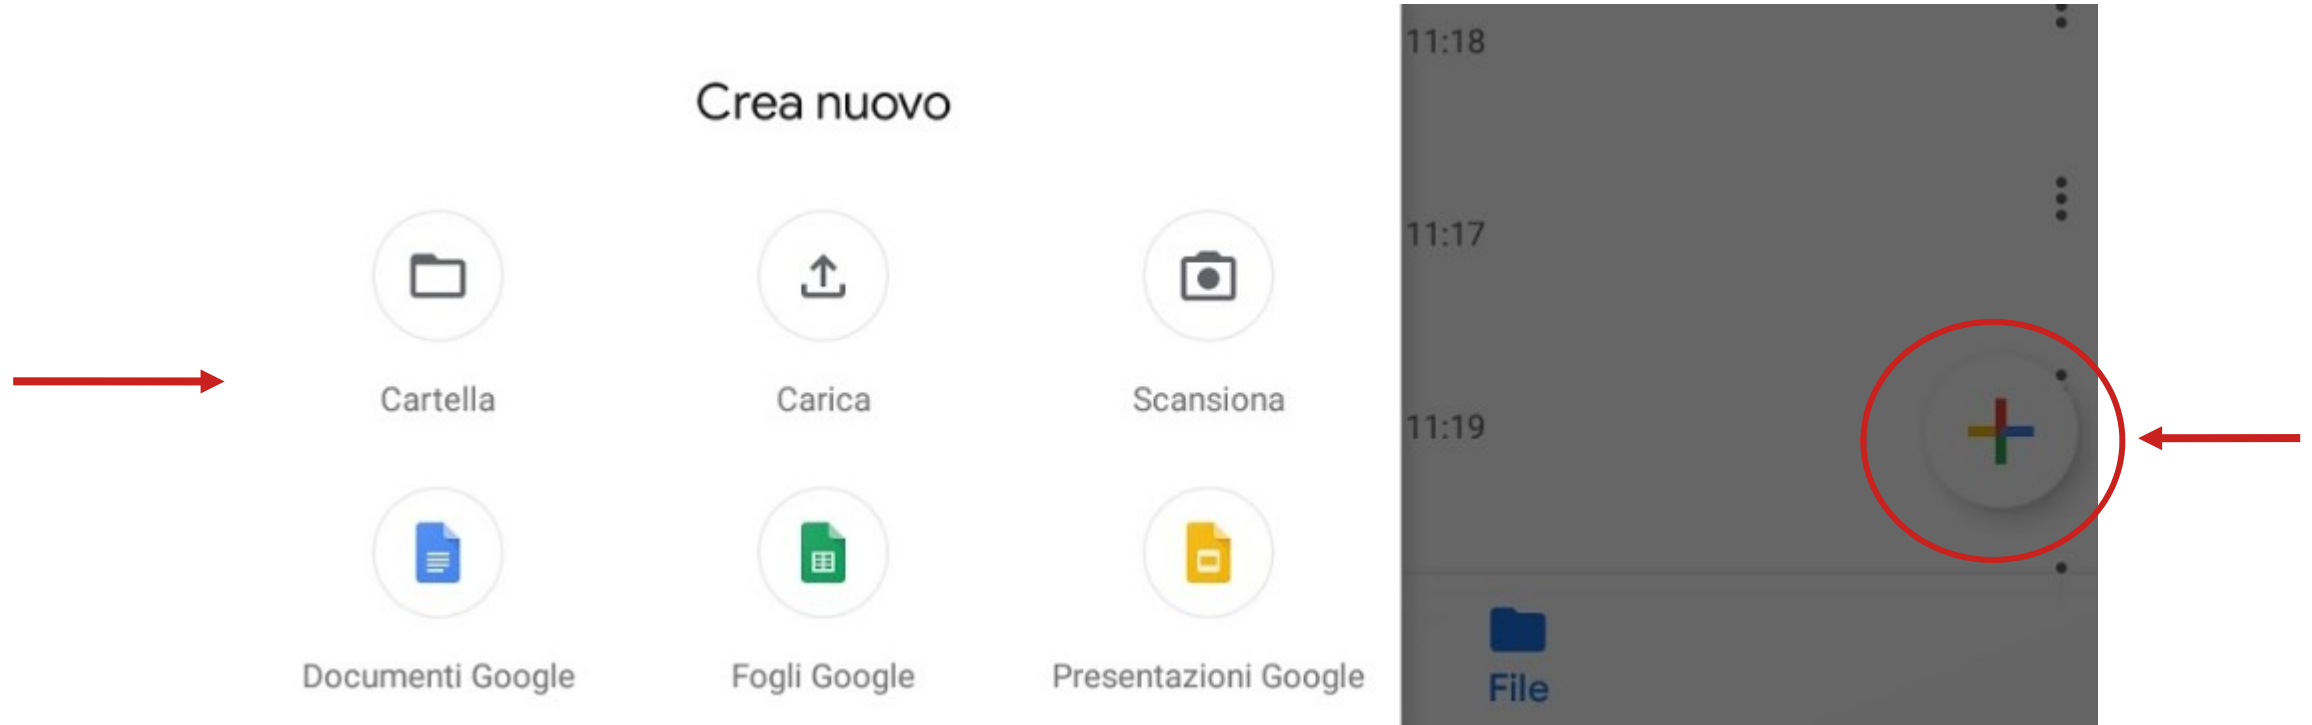 Crea nuovo
Cartella
Carica
Scansiona
Documenti Google
Fogli Google
Presentazioni Google
11:18
11:17
11:19
File